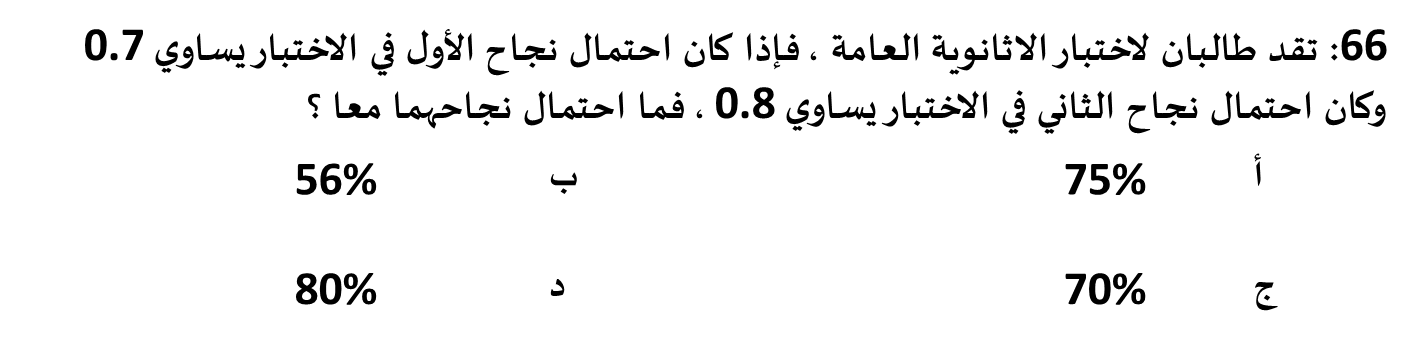 66: تقد طالبان لاختبار الاثانوية العامة ، فإذا كان احتمال نجاح الأول في الاختبار يساوي 0.7
وكان احتمال نجاح الثاني في الاختبار يساوي 0.8 ، فما احتمال نجاحهما معا ؟
أ 75% ب 56%
ج 70% د 80%